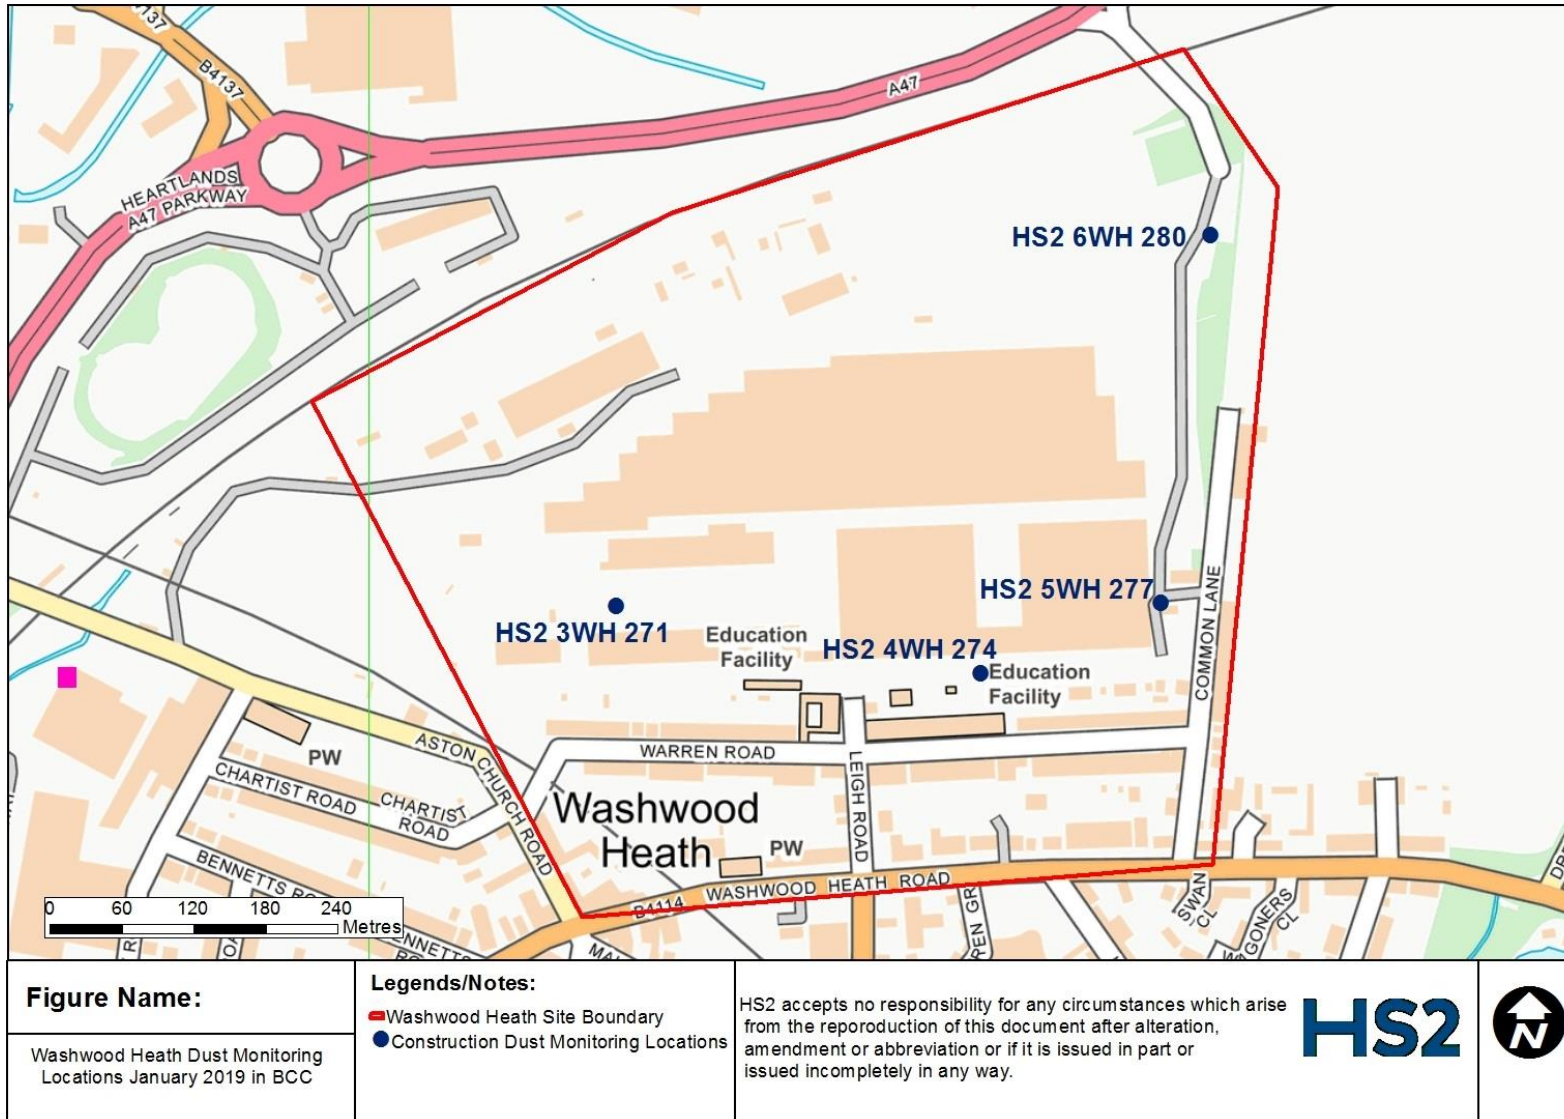 B4137
B4137
A47
HEARTLANDS
A47 PARKWAY
HS2 6WH 280
HS2 5WH 277
HS2 3WH 271
Education
Facility
HS2 4WH 274
Education
Facility
COMMON LANE
WARREN ROAD
LEIGH ROAD
ASTON CHURCH ROAD
PW
CHARTIST ROAD
CHARTIST
ROAD
Washwood
Heath
PW
BENNETTS
B4114
WASHWOOD HEATH ROAD
SWAN
CL
CL
0 60 120 180 240
Metres
Figure Name:
Washwood Heath Dust Monitoring
Locations January 2019 in BCC
Legends/Notes:
Washwood Heath Site Boundary
Construction Dust Monitoring Locations
HS2 accepts no responsibility for any circumstances which arise
from the reporoduction of this document after alteration,
amendment or abbreviation or if it is issued in part or
issued incompletely in any way.
HS2
N